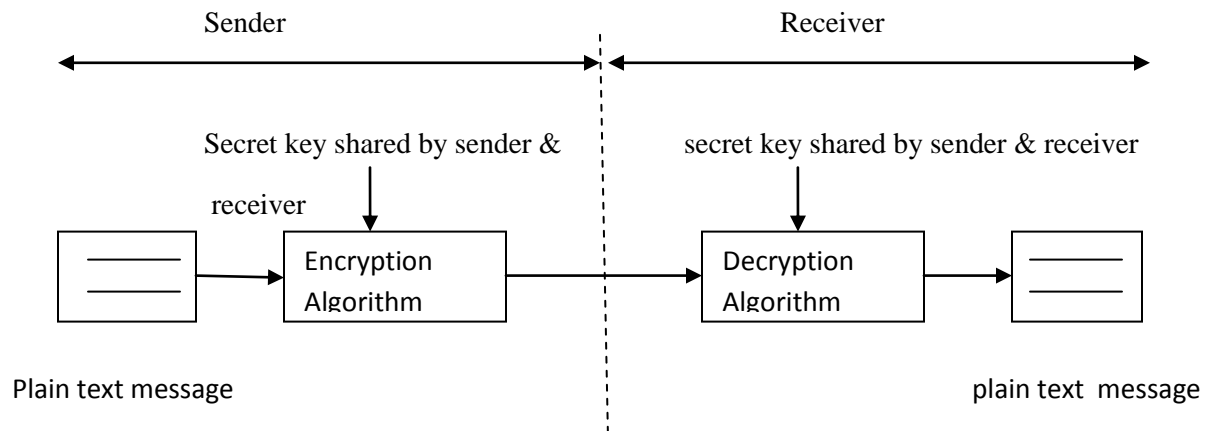 Sender
Receiver
Secret key shared by sender &
receiver
secret key shared by sender & receiver
Encryption
Algorithm
Decryption
Algorithm
Plain text message
plain text message